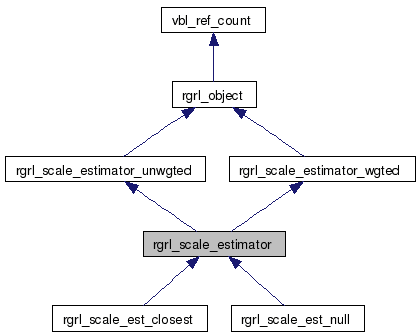 vbl_ref_count
rgrl_object
rgrl_scale_estimator_unwgted
rgrl_scale_estimator_wgted
rgrl_scale_estimator
rgrl_scale_est_closest
rgrl_scale_est_null